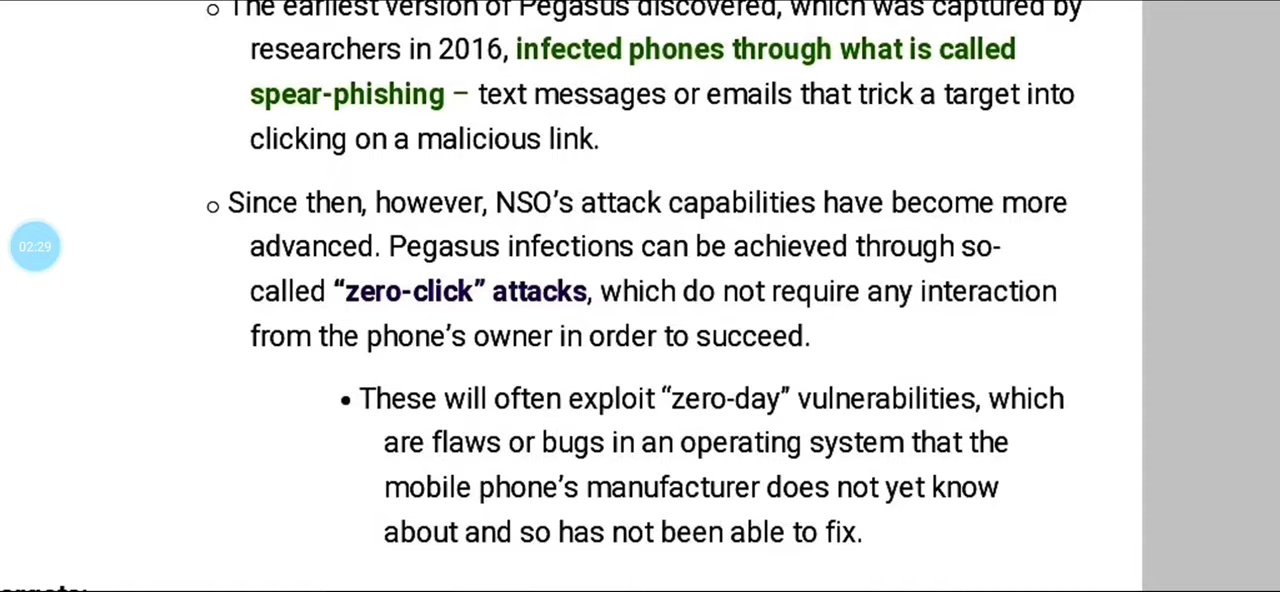 ○ The earliest version of Pegasus discovered, which was captured by
researchers in 2016, infected phones through what is called
spear-phishing – text messages or emails that trick a target into
clicking on a malicious link.
○ Since then, however, NSO’s attack capabilities have become more
advanced. Pegasus infections can be achieved through so-
called “zero-click” attacks, which do not require any interaction
from the phone’s owner in order to succeed.
02:29
• These will often exploit “zero-day” vulnerabilities, which
are flaws or bugs in an operating system that the
mobile phone’s manufacturer does not yet know
about and so has not been able to fix.